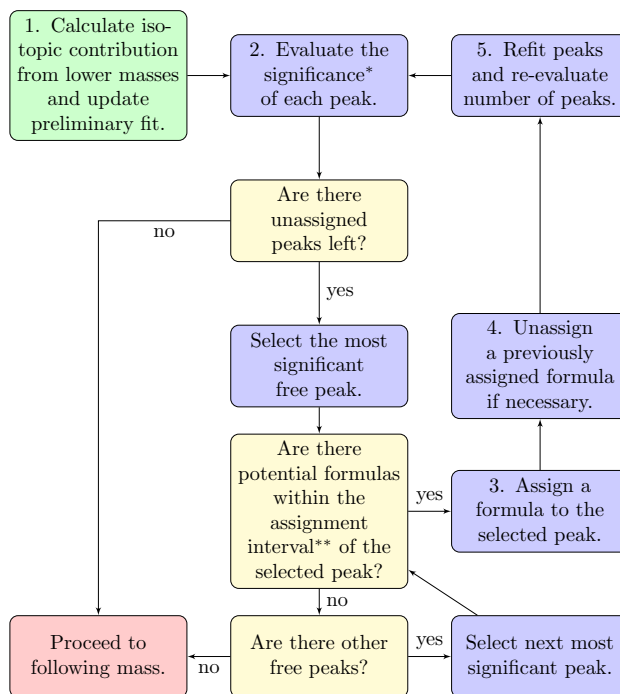 1. Calculate iso-
topic contribution
from lower masses
and update
preliminary fit.
2. Evaluate the
significance*
of each peak.
5. Refit peaks
and re-evaluate
number of peaks.
Are there
unassigned
peaks left?
no
yes
Select the most
significant
free peak.
4. Unassign
a previously
assigned formula
if necessary.
Are there
potential formulas
within the
assignment
interval** of the
selected peak?
yes
3. Assign a
formula to the
selected peak.
no
Proceed to
following mass.
no
Are there other
free peaks?
yes
Select next most
significant peak.